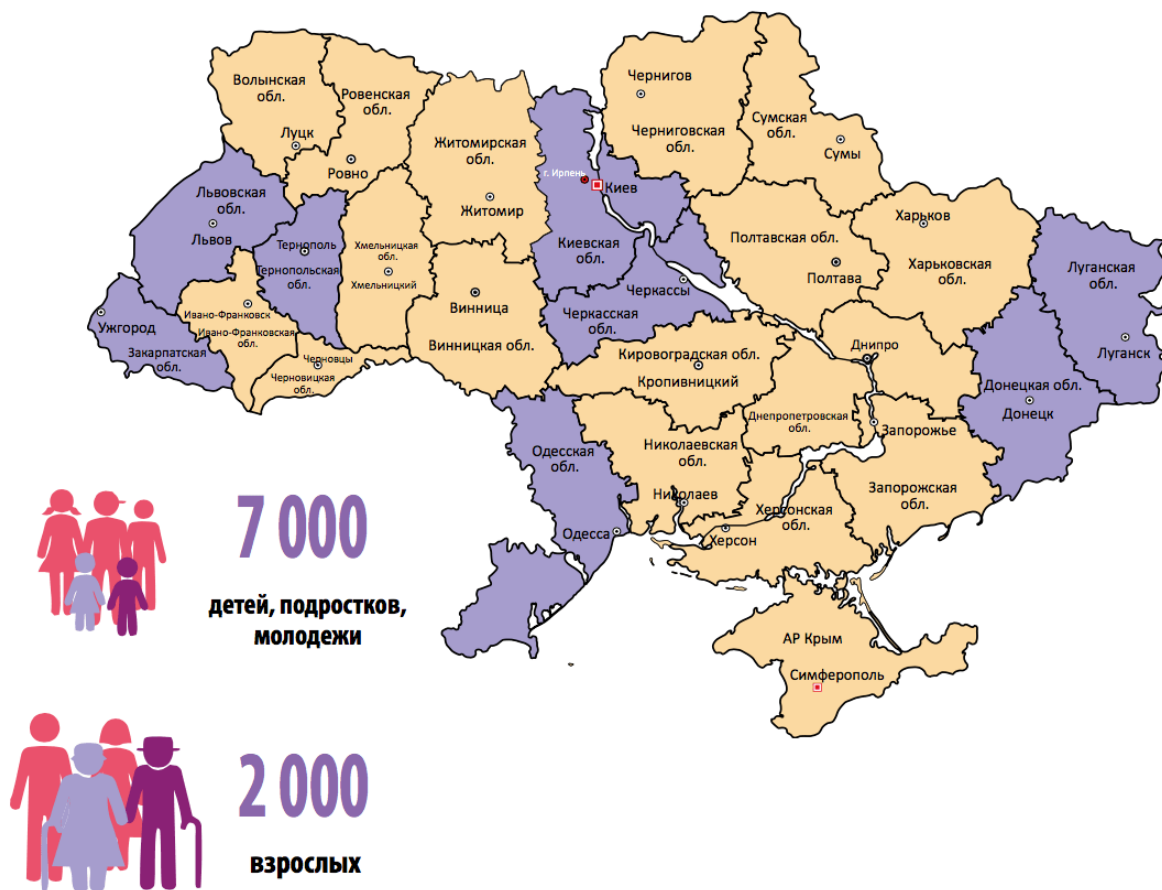 Волынская
обл.
Луцк
Ровенская
обл.
Ровно
Житомирская
обл.
Житомир
г. Ирпень
Киев
Киевская
обл.
Чернигов
Черниговская
обл.
Сумская
обл.
Сумы
Львовская
обл.
Львов
Тернополь
Тернопольская
обл.
Хмельницкая
обл.
Хмельницкий
Винница
Винницкая обл.
Черкассы
Черкасская
обл.
Полтавская обл.
Полтава
Харьков
Харьковская
обл.
Луганская
обл.
Луганск
Ужгород
Закарпатская
обл.
Ивано-Франковск
Ивано-Франковская
обл.
Черновцы
Черновицкая
обл.
Кировоградская обл.
Кропивницкий
Днипро
Днепропетровская
обл.
Донецкая обл.
Донецк
Одесская
обл.
Одесса
Николаевская
обл.
Николаев
Херсонская
обл.
Херсон
Запорожье
Запорожская
обл.
АР Крым
Симферополь
7 000
детей, подростков,
молодежи
2 000
взрослых